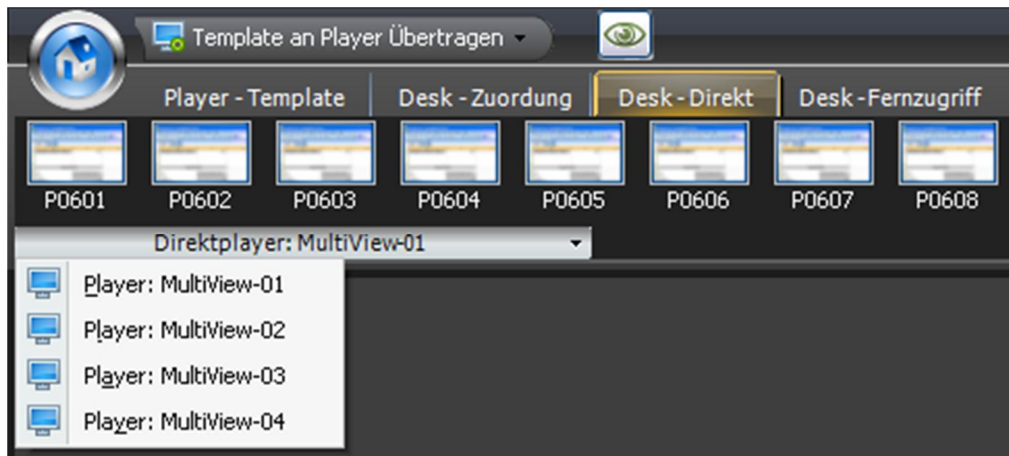 Template an Player Übertragen
Player - Template Desk - Zuordung Desk - Direkt Desk - Fernzugriff
P0601 P0602 P0603 P0604 P0605 P0606 P0607 P0608
Direktplayer: MultiView-01
Player: MultiView-01
Player: MultiView-02
Player: MultiView-03
Player: MultiView-04